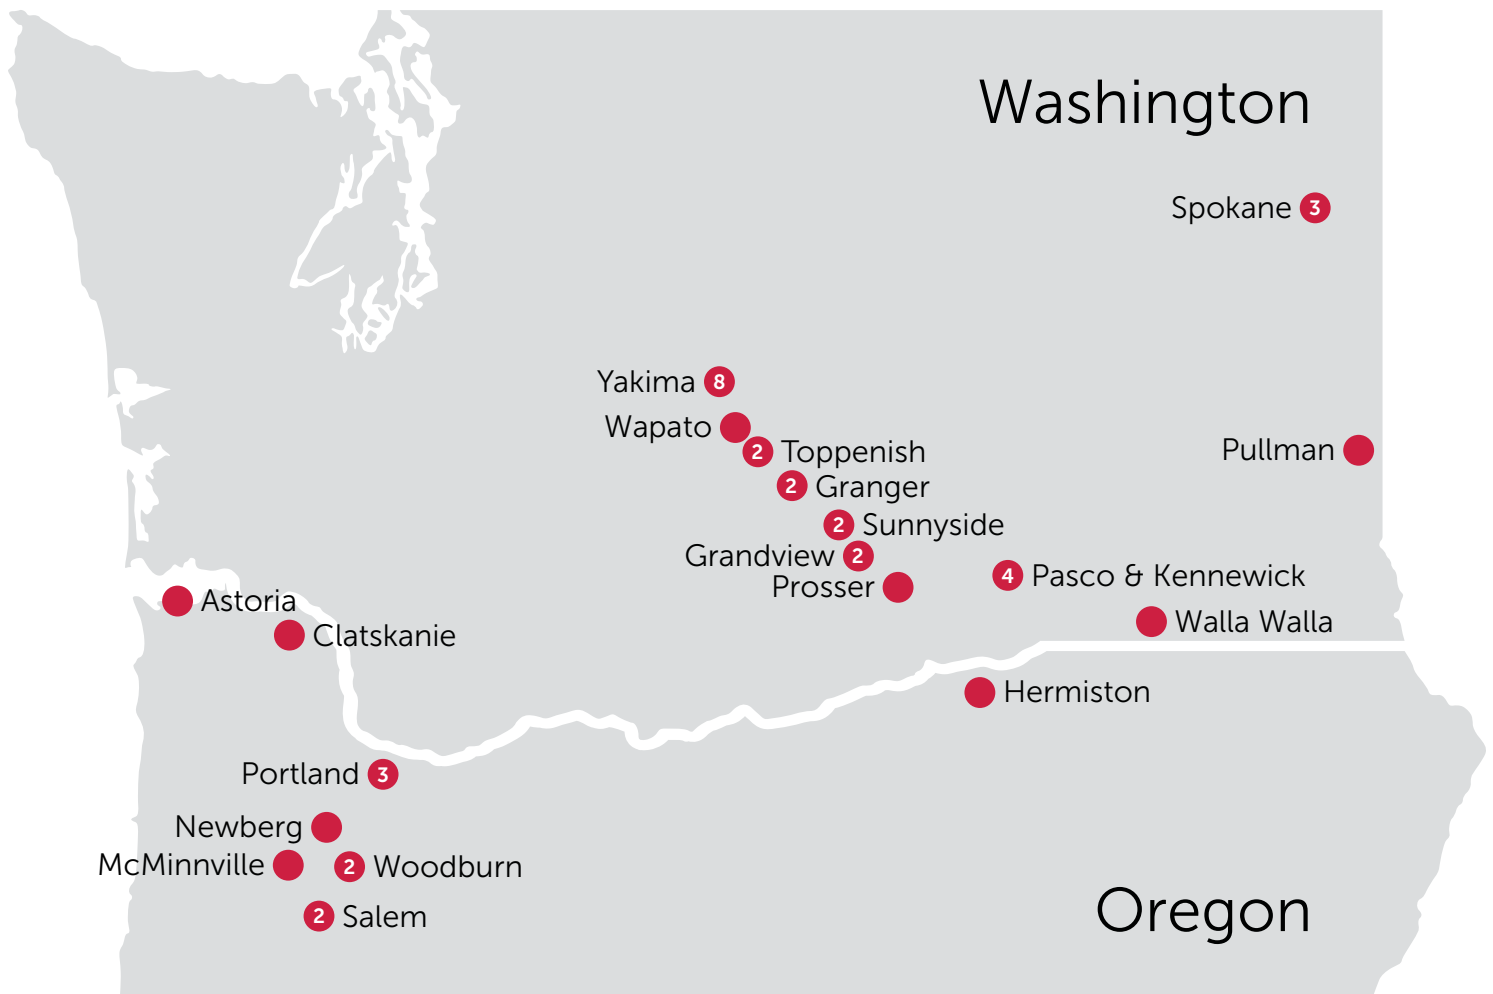 Washington
Spokane 3
Yakima 8
Wapato
2 Toppenish
Pullman
2 Granger
2 Sunnyside
Grandview 2
4 Pasco & Kennewick
Prosser
Astoria
Walla Walla
Clatskanie
Hermiston
Portland 3
Newberg
McMinnville
2 Woodburn
Oregon
2 Salem